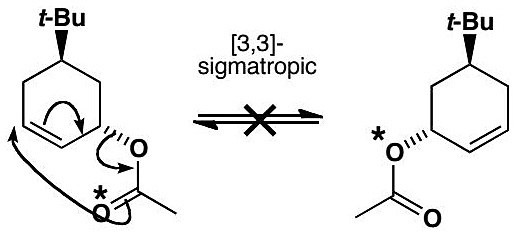 t-Bu
[3,3]-
sigmatropic
O
*
O
t-Bu
*
O
O